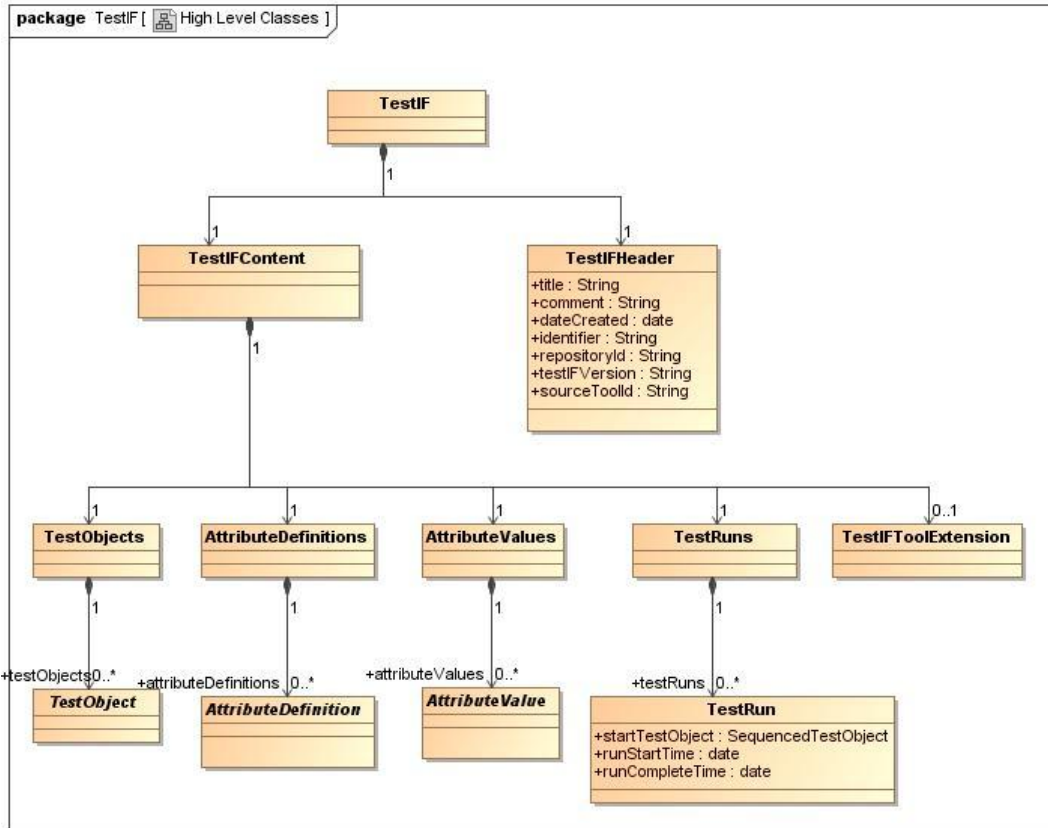 package TestIF [ High Level Classes ]
TestIF
1
1
1
TestIFContent
TestIFHeader
+title : String
+comment : String
+dateCreated : date
+identifier : String
+repositoryId : String
+testIFVersion : String
+sourceToolId : String
1
1
1
1
1
0..1
TestObjects
AttributeDefinitions
AttributeValues
TestRuns
TestIFToolExtension
1
1
1
1
+testObjects 0..*
+attributeDefinitions 0..*
+attributeValues 0..*
+testRuns 0..*
TestObject
AttributeDefinition
AttributeValue
TestRun
+startTestObject : SequencedTestObject
+runStartTime : date
+runCompleteTime : date